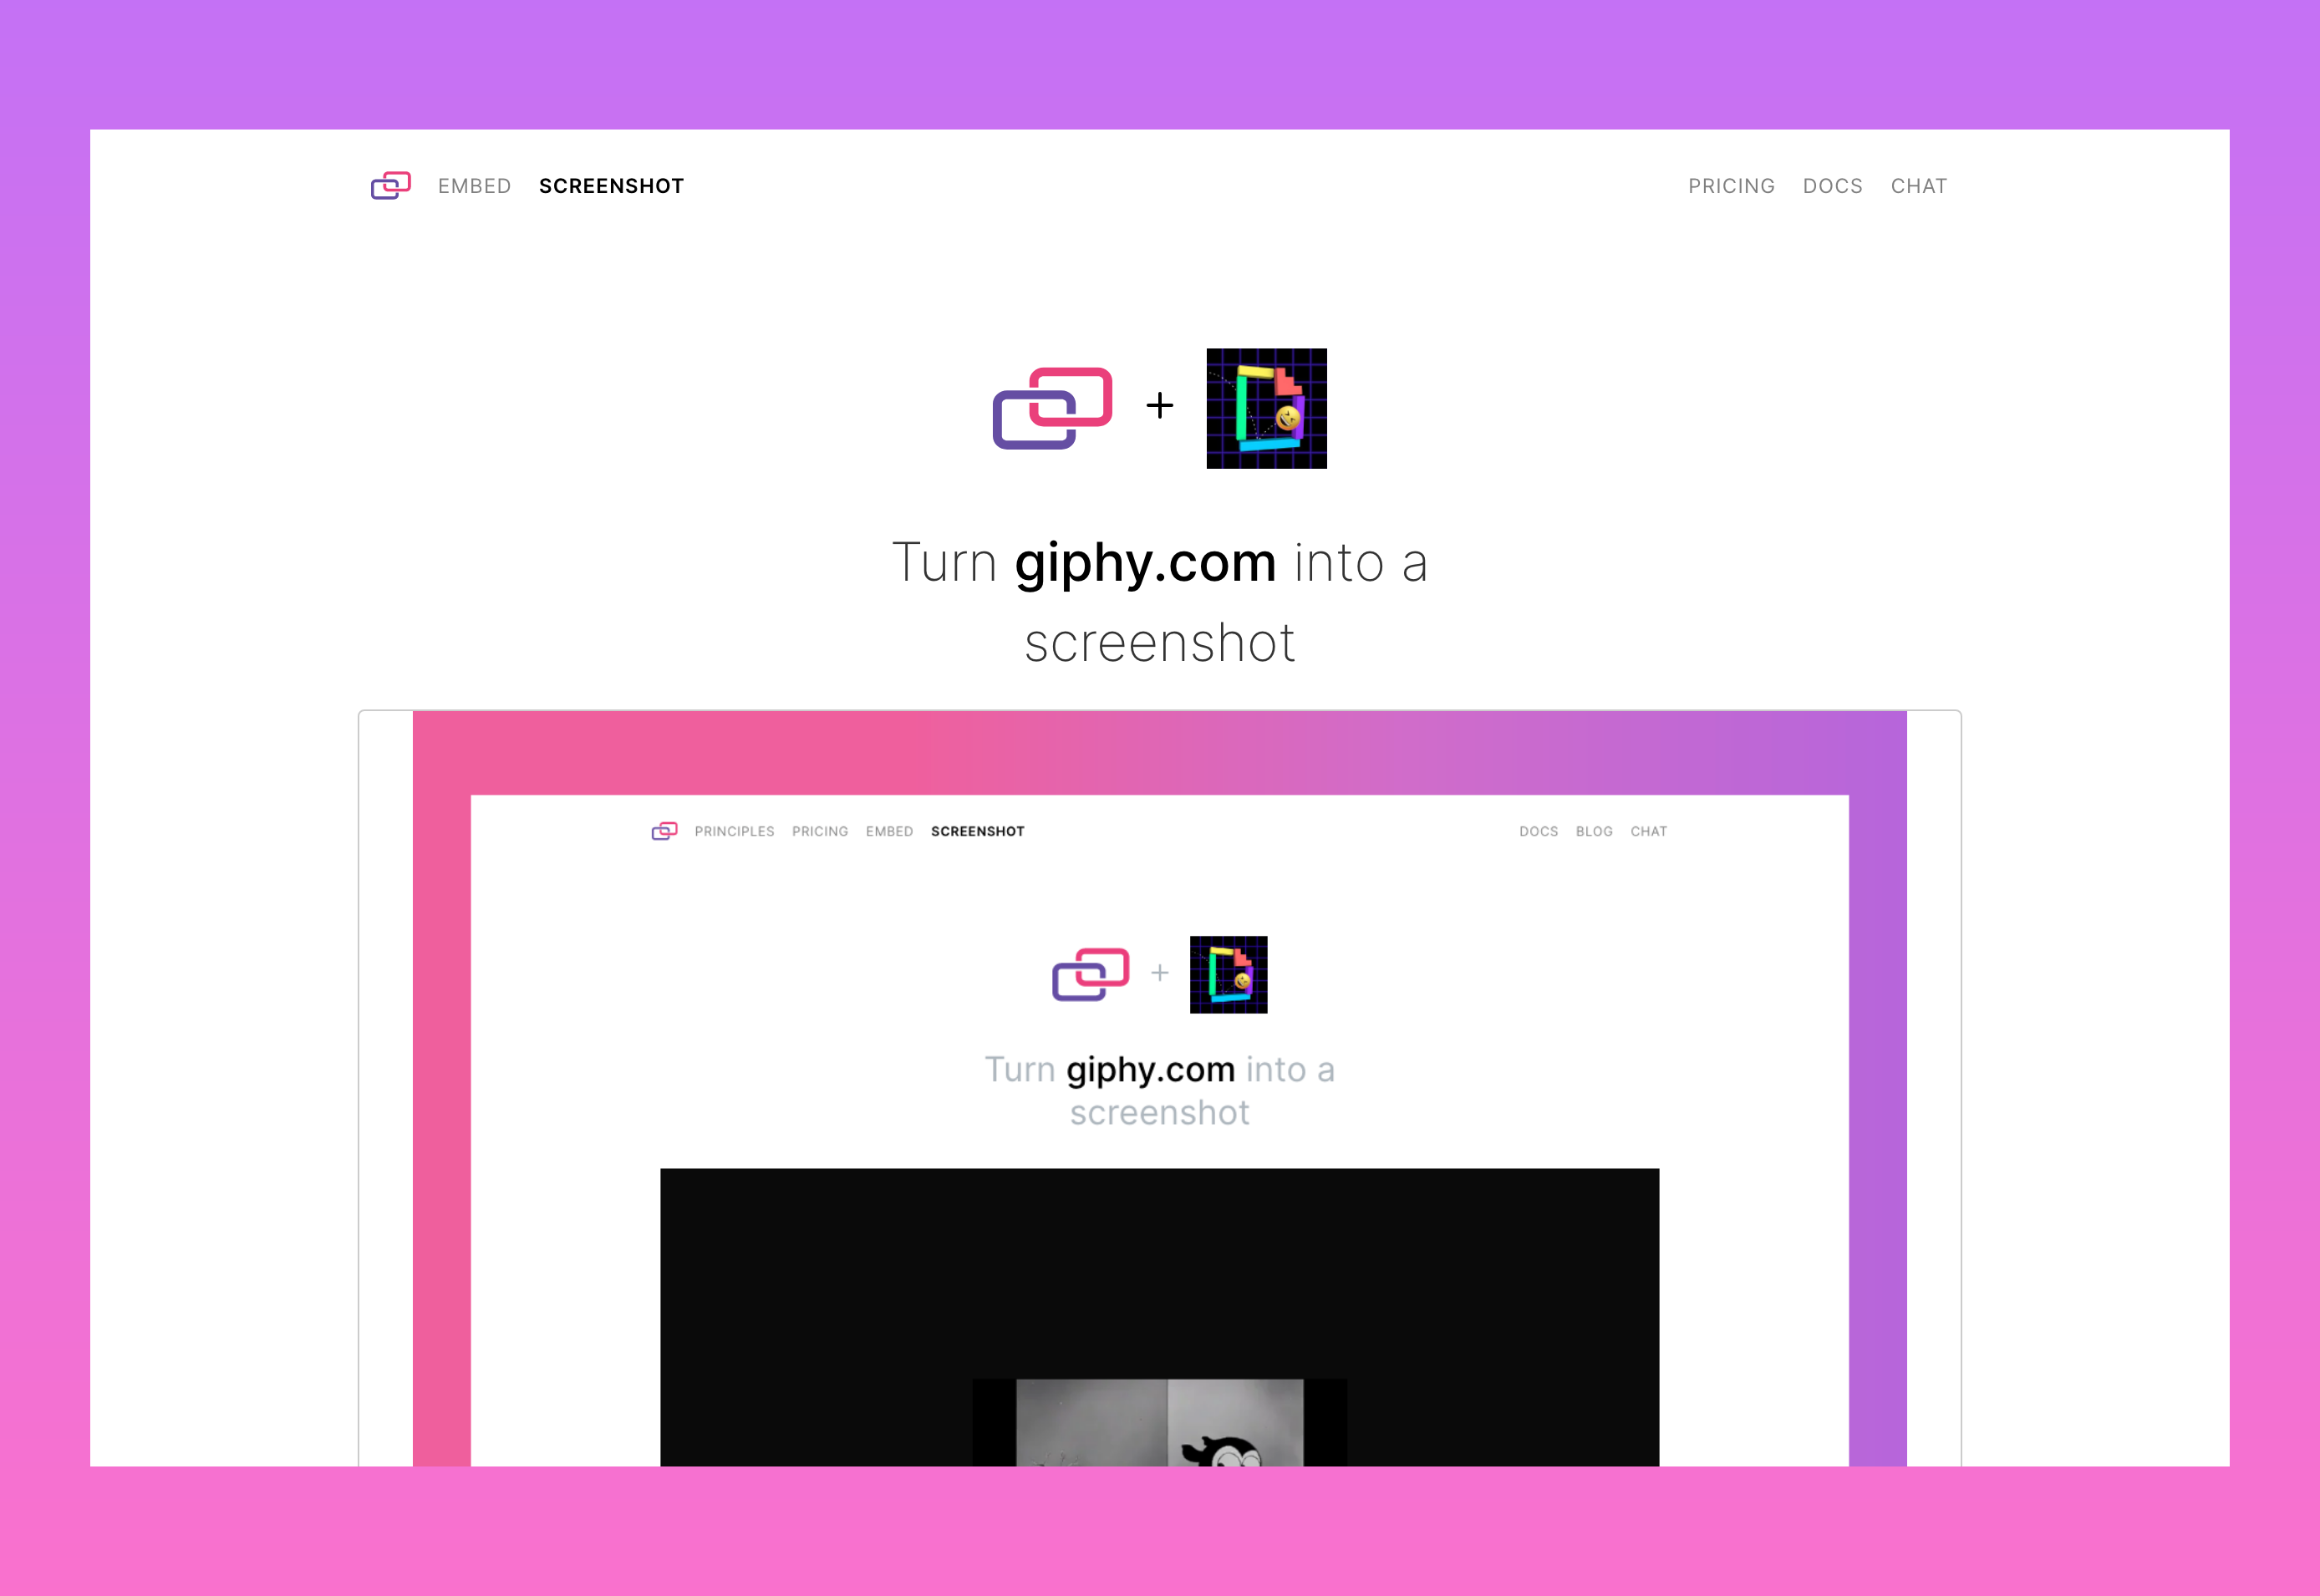 EMBED SCREENSHOT PRICING DOCS CHAT
+
Turn giphy.com into a
screenshot
PRINCIPLES PRICING EMBED SCREENSHOT DOCS BLOG CHAT
+
Turn giphy.com into a
screenshot